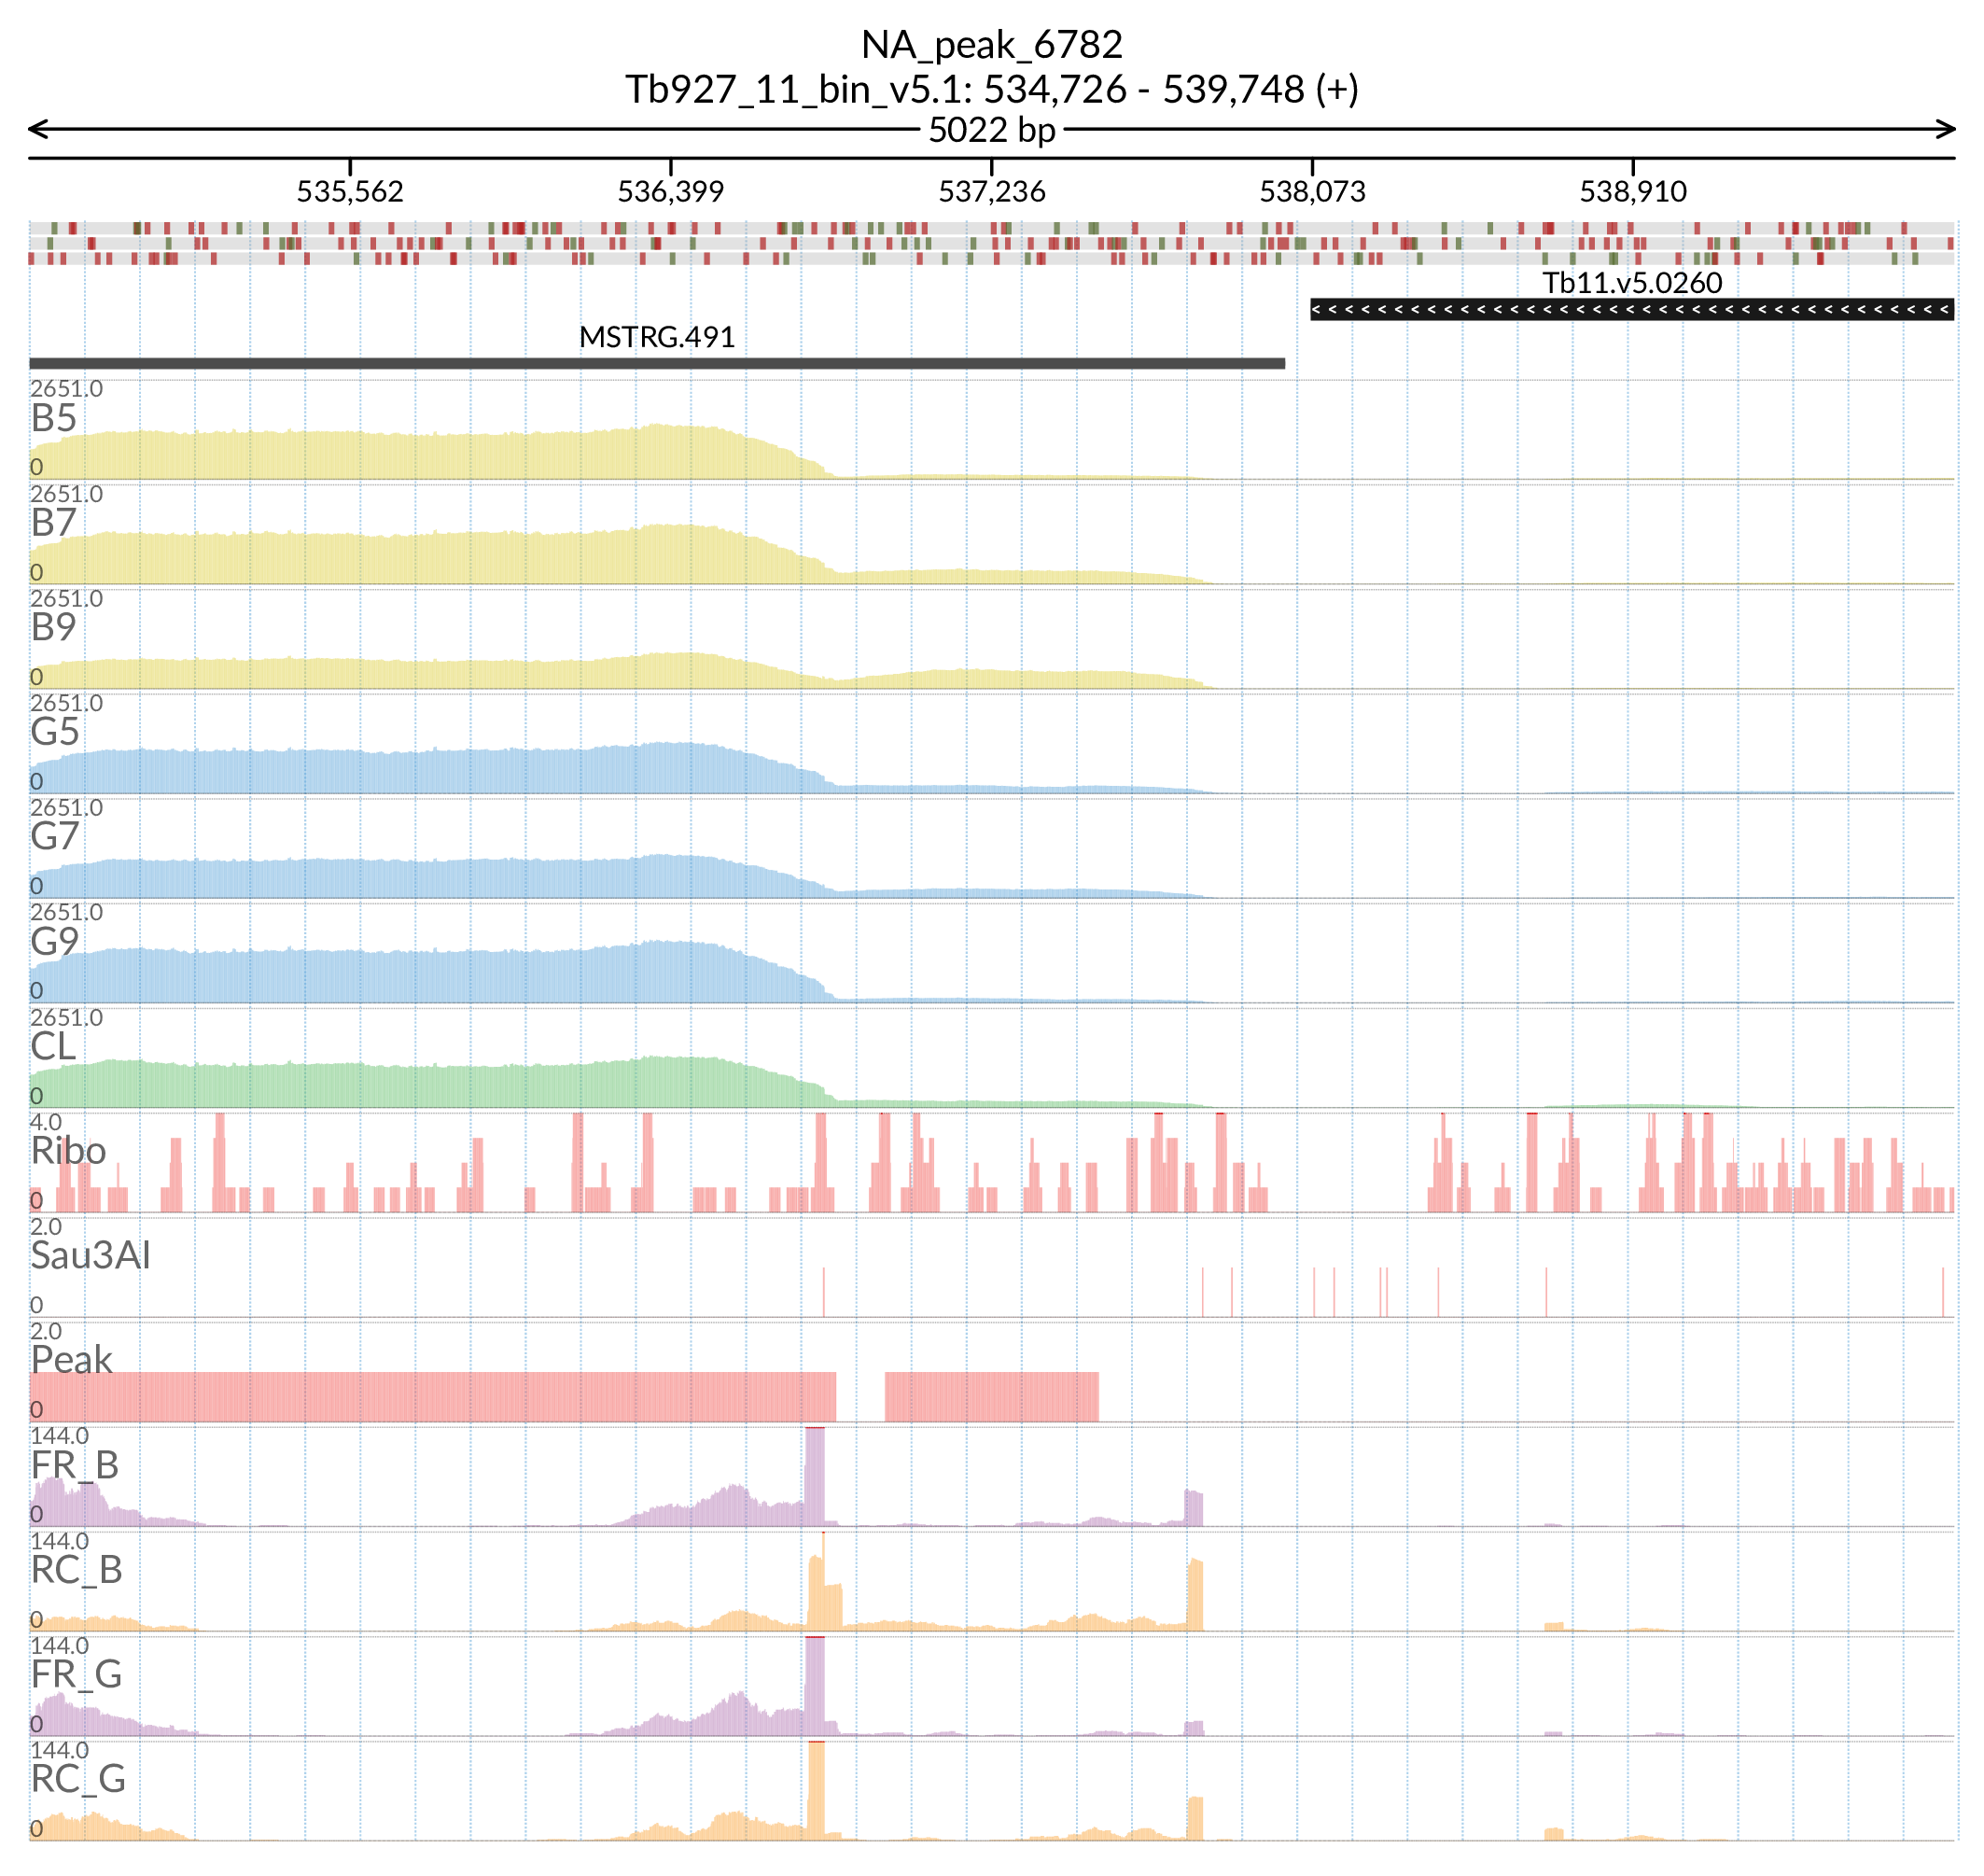 NA_peak_6782
Tb927_11_bin_v5.1: 534,726 - 539,748 (+)
5022 bp
535,562 536,399 537,236 538,073 538,910
Tb11.v5.0260
MSTRG.491
2651.0
B5
0
2651.0
B7
0
2651.0
B9
0
2651.0
G5
0
2651.0
G7
0
2651.0
G9
0
2651.0
CL
0
4.0
Ribo
0
2.0
Sau3AI
0
2.0
Peak
0
144.0
FR_B
0
144.0
RC_B
0
144.0
FR_G
0
144.0
RC_G
0